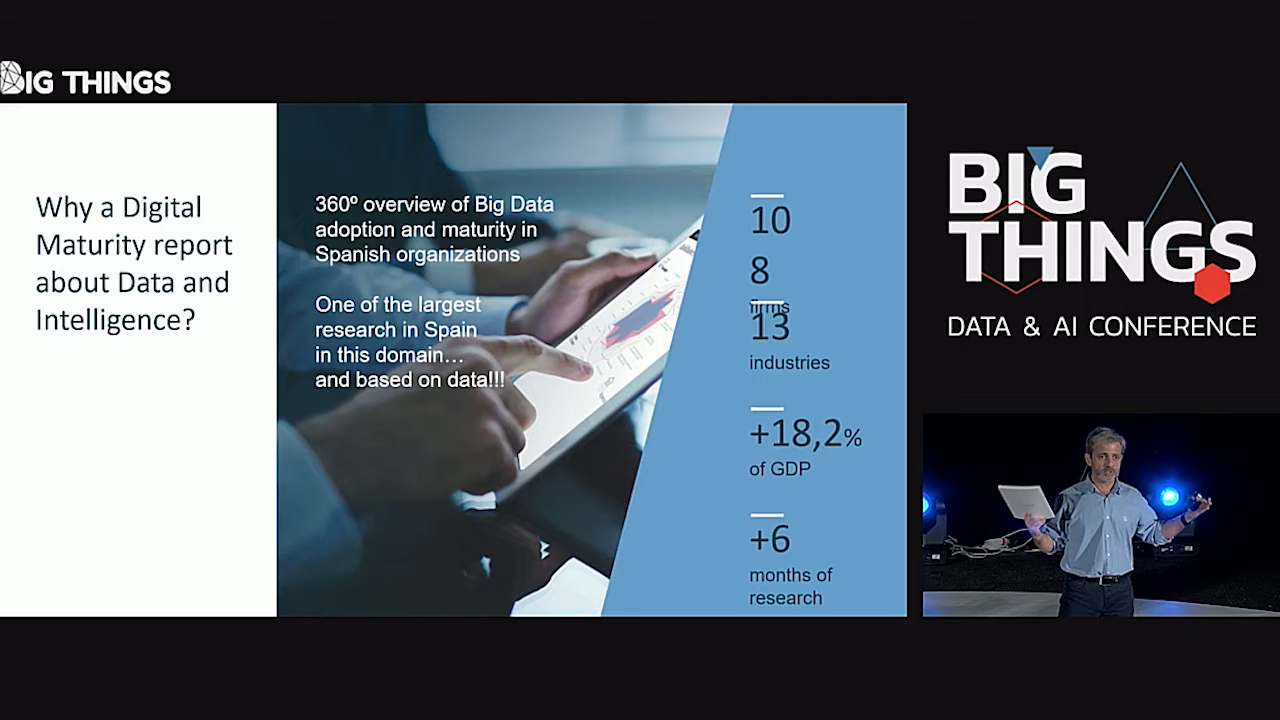 BIG THINGS
Why a Digital
Maturity report
about Data and
Intelligence?
360º overview of Big Data
adoption and maturity in
Spanish organizations
One of the largest
research in Spain
in this domain…
and based on data!!!
10
8
firms
13
industries
+18,2%
of GDP
+6
months of
research
BIG
THINGS
DATA & AI CONFERENCE